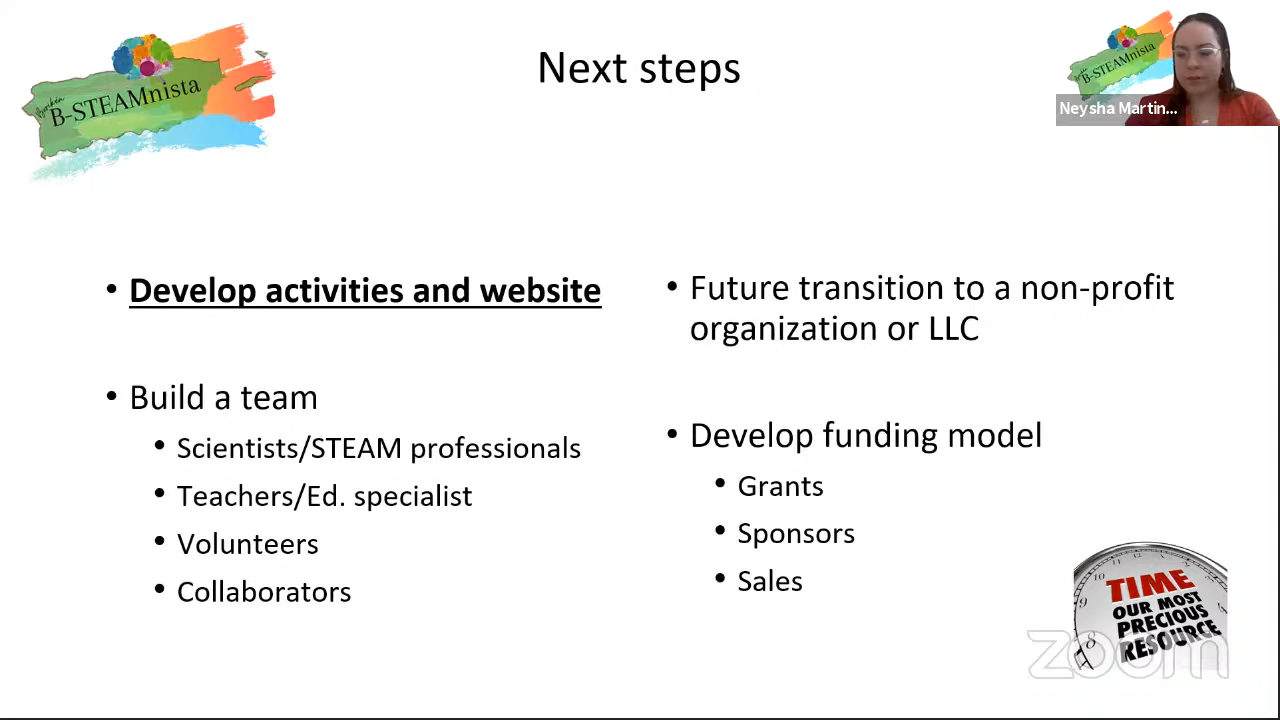 Next steps
Boricken
B-STEAMnista
B-STEAMnista
Neysha Martin...
• Develop activities and website
• Build a team
• Scientists/STEAM professionals
• Teachers/Ed. specialist
• Volunteers
• Collaborators
• Future transition to a non-profit
organization or LLC
• Develop funding model
• Grants
• Sponsors
• Sales
TIME
OUR MOST
PRECIOUS
RESOURCE
zoom